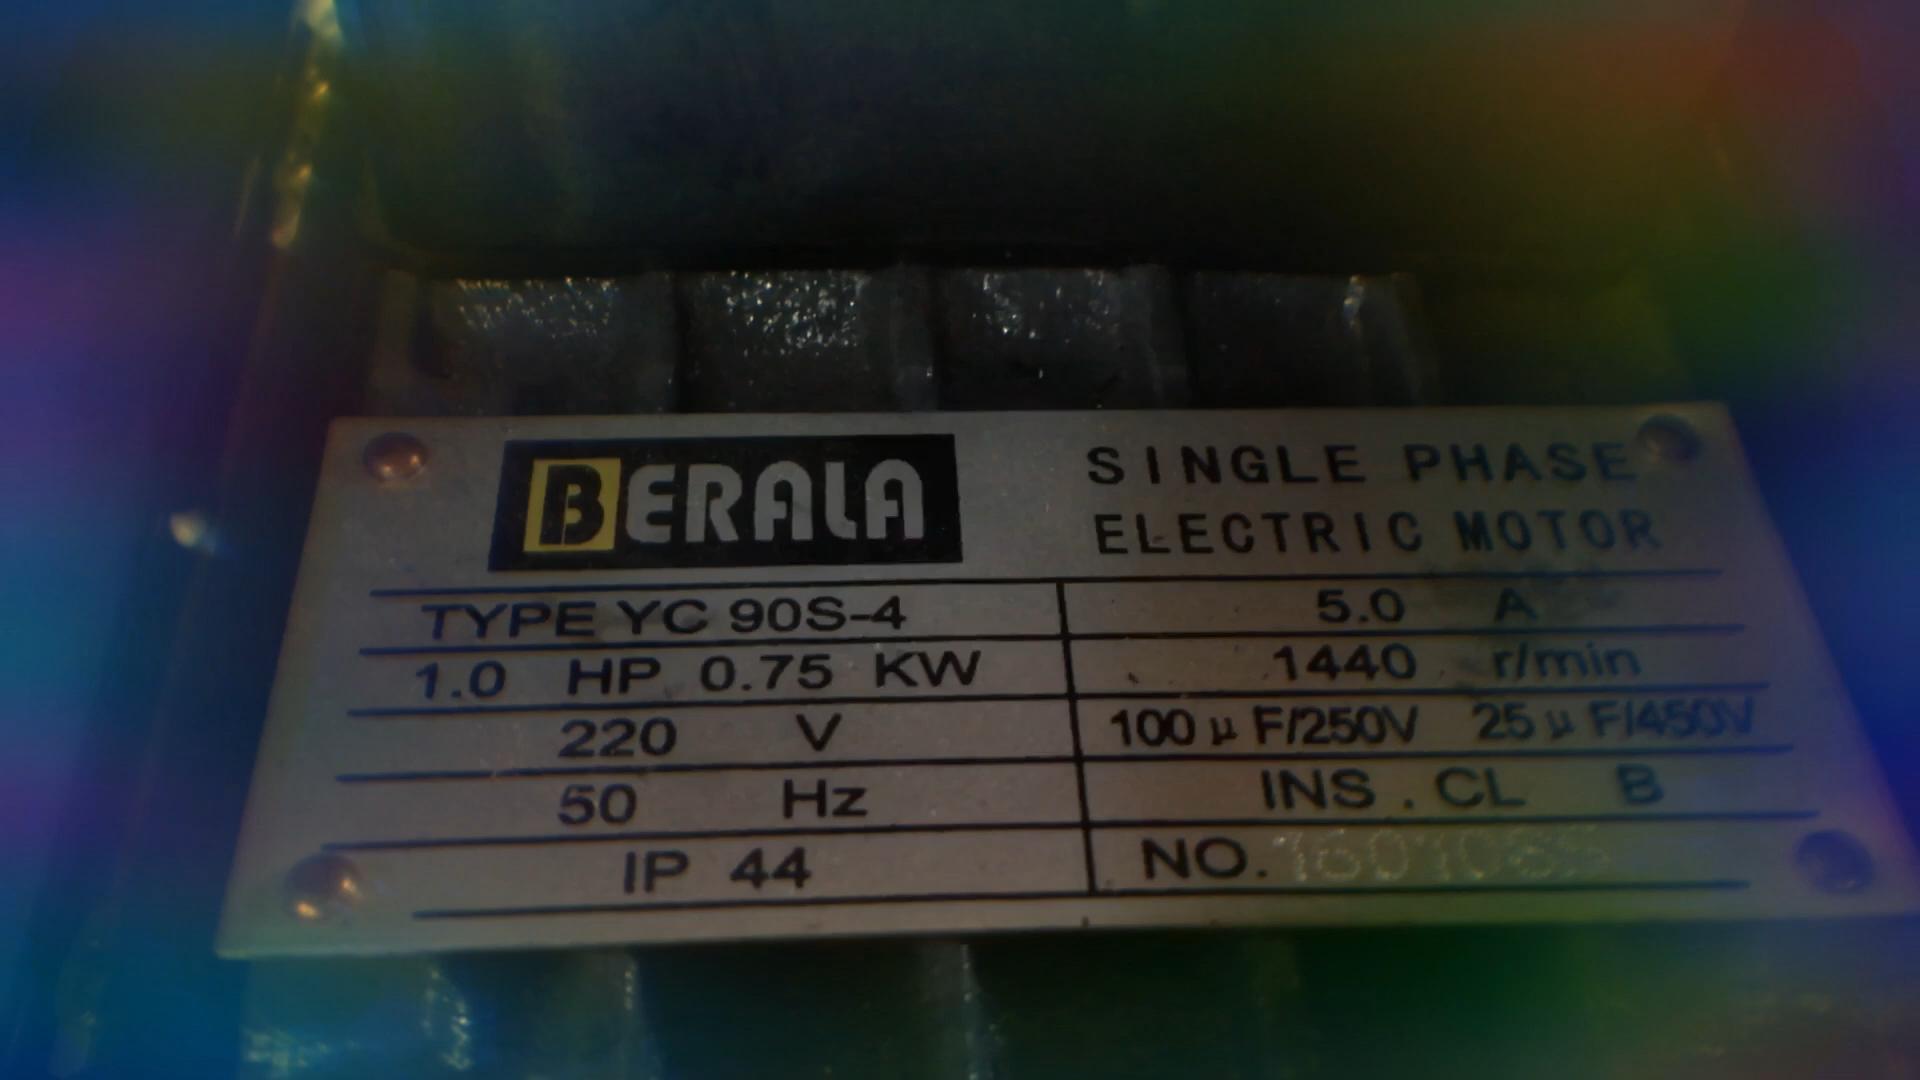 BERALA
SINGLE PHASE
ELECTRIC MOTOR
TYPE YC 90S-4
5.0 A
1.0 HP 0.75 KW
1440 r/min
220 V
100 μ F/250V 25 μ F/450V
50 Hz
INS . CL B
IP 44
NO.